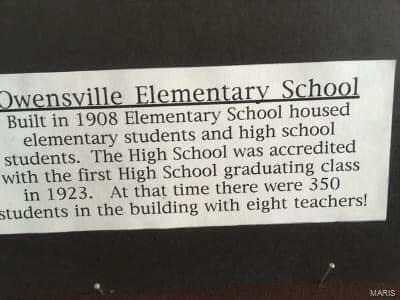 Owensville Elementary School
Built in 1908 Elementary School housed
elementary students and high school
students. The High School was accredited
with the first High School graduating class
in 1923. At that time there were 350
students in the building with eight teachers!
MARIS